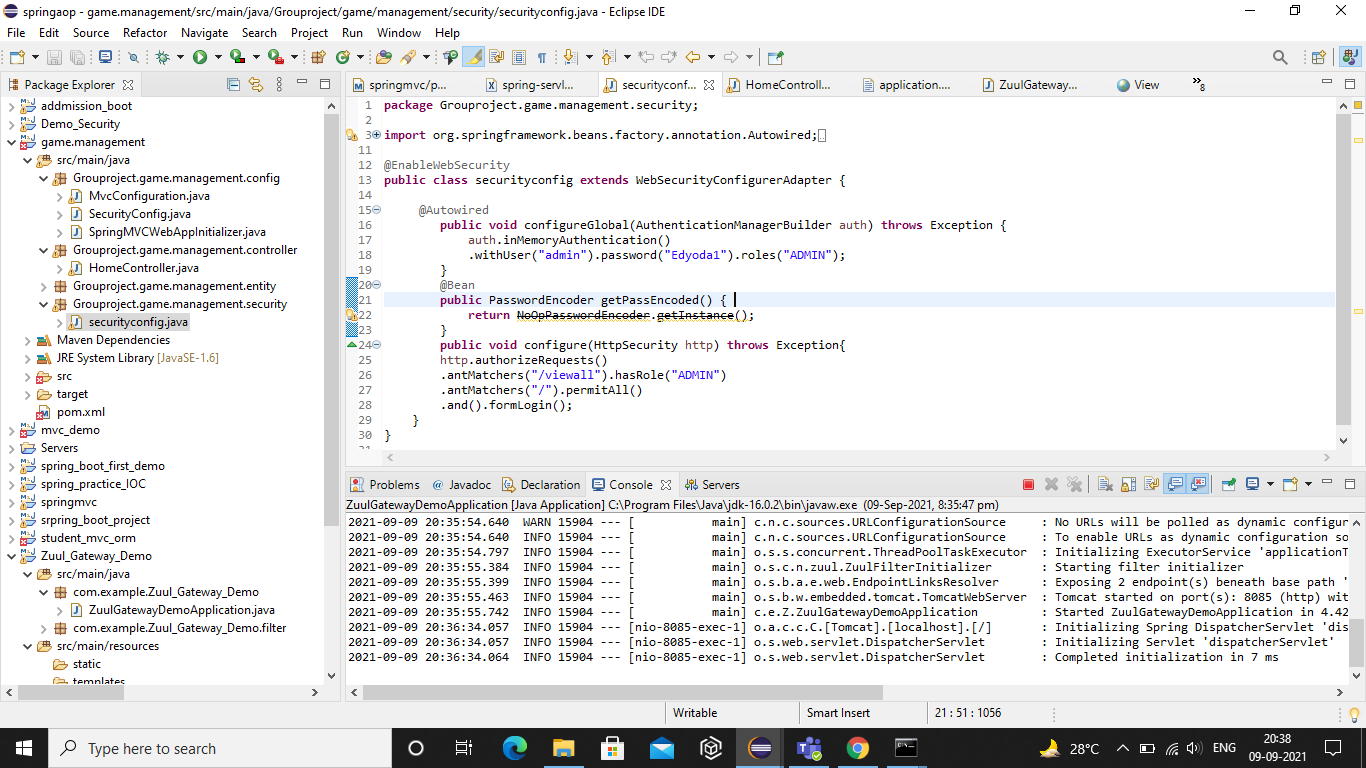 springaop - game.management/src/main/java/Grouproject/game/management/security/securityconfig.java - Eclipse IDE
File Edit Source Refactor Navigate Search Project Run Window Help
Package Explorer
addmission_boot
Demo_Security
game.management
src/main/java
Grouproject.game.management.config
MvcConfiguration.java
SecurityConfig.java
SpringMVCWebAppInitializer.java
Grouproject.game.management.controller
HomeController.java
Grouproject.game.management.entity
Grouproject.game.management.security
securityconfig.java
Maven Dependencies
JRE System Library [JavaSE-1.6]
src
target
pom.xml
mvc_demo
Servers
spring_boot_first_demo
spring_practice_IOC
springmvc
srpring_boot_project
student_mvc_orm
Zuul_Gateway_Demo
src/main/java
com.example.Zuul_Gateway_Demo
ZuulGatewayDemoApplication.java
com.example.Zuul_Gateway_Demo.filter
src/main/resources
static
templates
springmvc/p... spring-servl... securityconf... HomeControll... application.... ZuulGateway... View 8
1 package Grouproject.game.management.security;
2
3 import org.springframework.beans.factory.annotation.Autowired;
11
12 @EnableWebSecurity
13 public class securityconfig extends WebSecurityConfigurerAdapter {
14
15 @Autowired
16 public void configureGlobal(AuthenticationManagerBuilder auth) throws Exception {
17 auth.inMemoryAuthentication()
18 .withUser("admin").password("Edyoda1").roles("ADMIN");
19 }
20 @Bean
21 public PasswordEncoder getPassEncoded() {
22 return NoOpPasswordEncoder.getInstance();
23 }
24 public void configure(HttpSecurity http) throws Exception{
25 http.authorizeRequests()
26 .antMatchers("/viewall").hasRole("ADMIN")
27 .antMatchers("/").permitAll()
28 .and().formLogin();
29 }
30 }
Problems @ Javadoc Declaration Console Servers
ZuulGatewayDemoApplication [Java Application] C:\Program Files\Java\jdk-16.0.2\bin\javaw.exe (09-Sep-2021, 8:35:47 pm)
2021-09-09 20:35:54.640 WARN 15904 --- [ main] c.n.c.sources.URLConfigurationSource : No URLs will be polled as dynamic configur
2021-09-09 20:35:54.640 INFO 15904 --- [ main] c.n.c.sources.URLConfigurationSource : To enable URLs as dynamic configuration so
2021-09-09 20:35:54.797 INFO 15904 --- [ main] o.s.s.concurrent.ThreadPoolTaskExecutor : Initializing ExecutorService 'applicationT
2021-09-09 20:35:55.384 INFO 15904 --- [ main] o.s.c.n.zuul.ZuulFilterInitializer : Starting filter initializer
2021-09-09 20:35:55.399 INFO 15904 --- [ main] o.s.b.a.e.web.EndpointLinksResolver : Exposing 2 endpoint(s) beneath base path '
2021-09-09 20:35:55.463 INFO 15904 --- [ main] o.s.b.w.embedded.tomcat.TomcatWebServer : Tomcat started on port(s): 8085 (http) wit
2021-09-09 20:35:55.742 INFO 15904 --- [ main] c.e.Z.ZuulGatewayDemoApplication : Started ZuulGatewayDemoApplication in 4.42
2021-09-09 20:36:34.057 INFO 15904 --- [nio-8085-exec-1] o.a.c.c.C.[Tomcat].[localhost].[/] : Initializing Spring DispatcherServlet 'dis
2021-09-09 20:36:34.057 INFO 15904 --- [nio-8085-exec-1] o.s.web.servlet.DispatcherServlet : Initializing Servlet 'dispatcherServlet'
2021-09-09 20:36:34.064 INFO 15904 --- [nio-8085-exec-1] o.s.web.servlet.DispatcherServlet : Completed initialization in 7 ms
Writable Smart Insert 21 : 51 : 1056
Type here to search
28°C ENG 20:38
09-09-2021